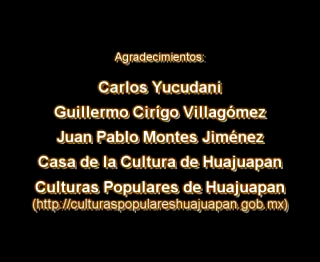 Agradecimientos:
Carlos Yucudani
Guillermo Cirígo Villagómez
Juan Pablo Montes Jiménez
Casa de la Cultura de Huajuapan
Culturas Populares de Huajuapan
(http://culturaspopulareshuajuapan.gob.mx)